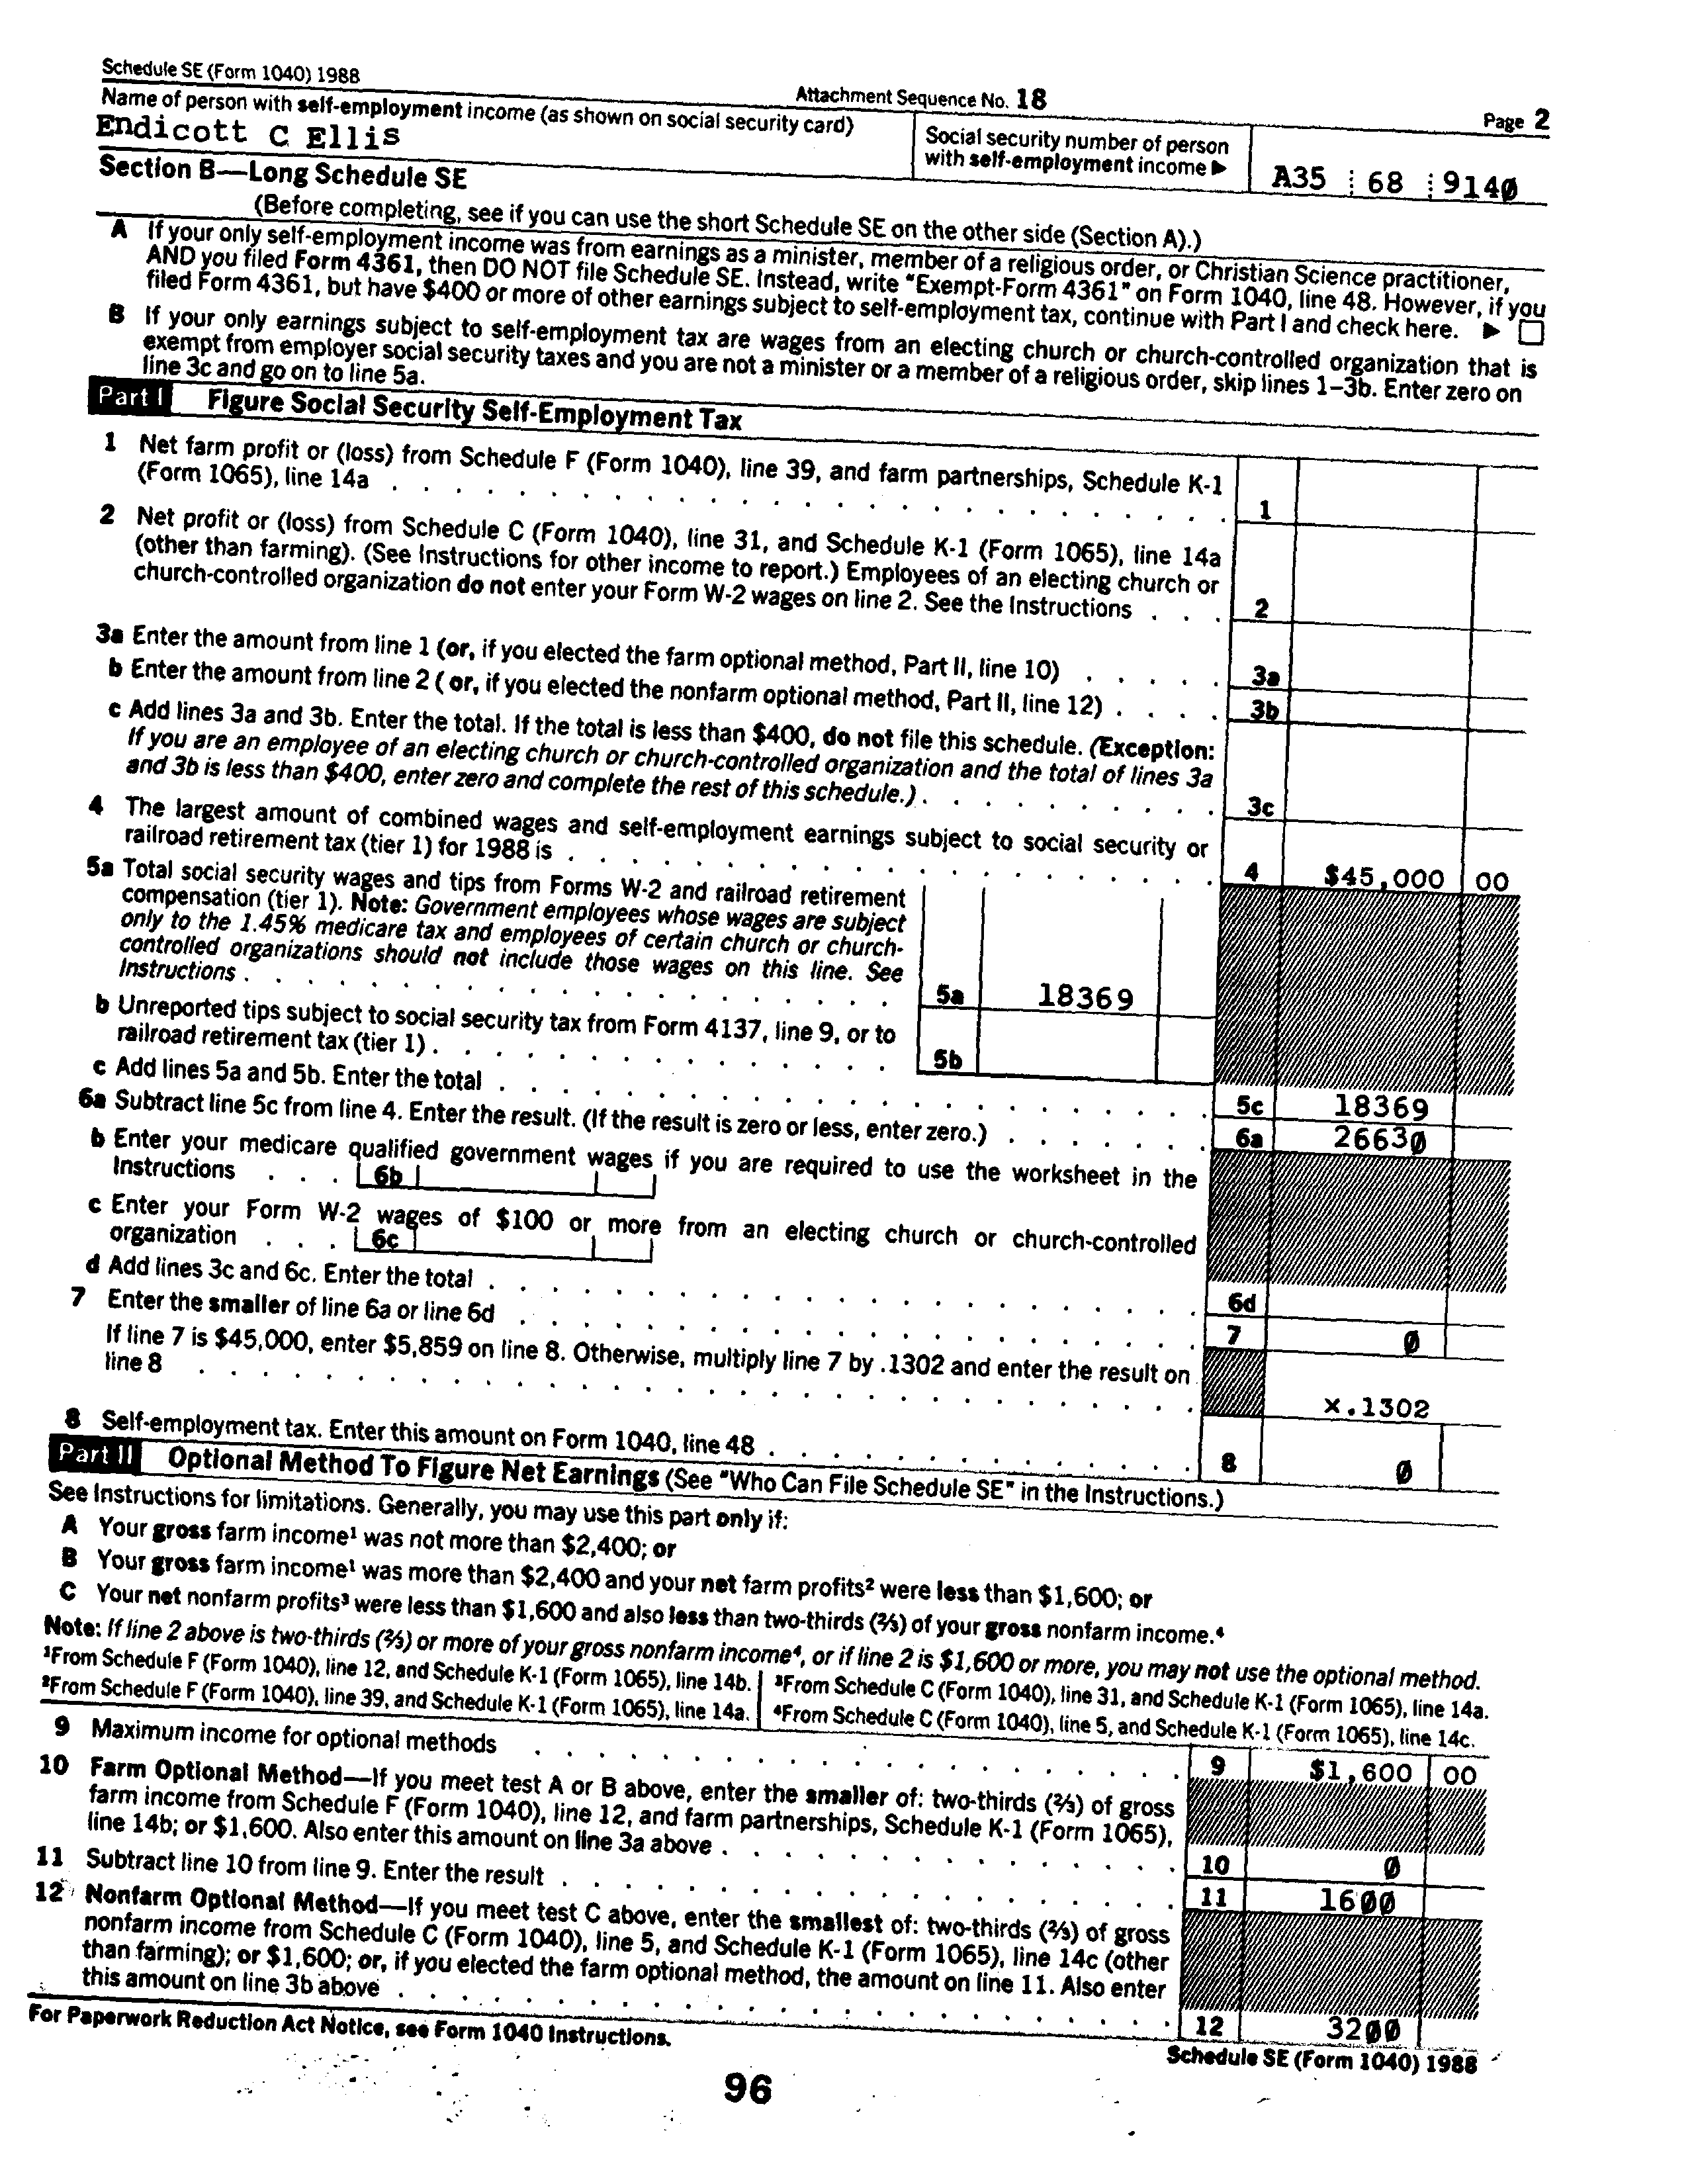 Schedule SE (Form 1040) 1988
Attachment Sequence No. 18
Page 2
Name of person with self-employment income (as shown on social security card)
Endicott C Ellis
Social security number of person
with self-employment income ▶
A35 68 9140
Section B—Long Schedule SE
(Before completing, see if you can use the short Schedule SE on the other side (Section A).)
A If your only self-employment income was from earnings as a minister, member of a religious order, or Christian Science practitioner,
AND you filed Form 4361, then DO NOT file Schedule SE. Instead, write "Exempt-Form 4361" on Form 1040, line 48. However, if you
filed Form 4361, but have $400 or more of other earnings subject to self-employment tax, continue with Part I and check here. ▶
B If your only earnings subject to self-employment tax are wages from an electing church or church-controlled organization that is
exempt from employer social security taxes and you are not a minister or a member of a religious order, skip lines 1–3b. Enter zero on
line 3c and go on to line 5a.
Part I Figure Social Security Self-Employment Tax
1 Net farm profit or (loss) from Schedule F (Form 1040), line 39, and farm partnerships, Schedule K-1
(Form 1065), line 14a . . . 1
2 Net profit or (loss) from Schedule C (Form 1040), line 31, and Schedule K-1 (Form 1065), line 14a
(other than farming). (See Instructions for other income to report.) Employees of an electing church or
church-controlled organization do not enter your Form W-2 wages on line 2. See the Instructions . . . 2
3a Enter the amount from line 1 (or, if you elected the farm optional method, Part II, line 10) . . . 3a
b Enter the amount from line 2 ( or, if you elected the nonfarm optional method, Part II, line 12) . . . 3b
c Add lines 3a and 3b. Enter the total. If the total is less than $400, do not file this schedule. (Exception:
If you are an employee of an electing church or church-controlled organization and the total of lines 3a
and 3b is less than $400, enter zero and complete the rest of this schedule.) . . . 3c
4 The largest amount of combined wages and self-employment earnings subject to social security or
railroad retirement tax (tier 1) for 1988 is . . . 4 $45,000 00
5a Total social security wages and tips from Forms W-2 and railroad retirement
compensation (tier 1). Note: Government employees whose wages are subject
only to the 1.45% medicare tax and employees of certain church or church-
controlled organizations should not include those wages on this line. See
Instructions . . . 5a 18369
b Unreported tips subject to social security tax from Form 4137, line 9, or to
railroad retirement tax (tier 1) . . . 5b
c Add lines 5a and 5b. Enter the total . . . 5c 18369
6a Subtract line 5c from line 4. Enter the result. (If the result is zero or less, enter zero.) . . . 6a 26630
b Enter your medicare qualified government wages if you are required to use the worksheet in the
Instructions . . . 6b
c Enter your Form W-2 wages of $100 or more from an electing church or church-controlled
organization . . . 6c
d Add lines 3c and 6c. Enter the total . . . 6d
7 Enter the smaller of line 6a or line 6d . . . 7 0
If line 7 is $45,000, enter $5,859 on line 8. Otherwise, multiply line 7 by .1302 and enter the result on
line 8 . . . x.1302
8 Self-employment tax. Enter this amount on Form 1040, line 48 . . . 8 0
Part II Optional Method To Figure Net Earnings (See "Who Can File Schedule SE" in the Instructions.)
See Instructions for limitations. Generally, you may use this part only if:
A Your gross farm income¹ was not more than $2,400; or
B Your gross farm income¹ was more than $2,400 and your net farm profits² were less than $1,600; or
C Your net nonfarm profits³ were less than $1,600 and also less than two-thirds (⅔) of your gross nonfarm income.⁴
Note: If line 2 above is two-thirds (⅔) or more of your gross nonfarm income⁴, or if line 2 is $1,600 or more, you may not use the optional method.
¹From Schedule F (Form 1040), line 12, and Schedule K-1 (Form 1065), line 14b.
²From Schedule F (Form 1040), line 39, and Schedule K-1 (Form 1065), line 14a.
³From Schedule C (Form 1040), line 31, and Schedule K-1 (Form 1065), line 14a.
⁴From Schedule C (Form 1040), line 5, and Schedule K-1 (Form 1065), line 14c.
9 Maximum income for optional methods . . . 9 $1,600 00
10 Farm Optional Method—If you meet test A or B above, enter the smaller of: two-thirds (⅔) of gross
farm income from Schedule F (Form 1040), line 12, and farm partnerships, Schedule K-1 (Form 1065),
line 14b; or $1,600. Also enter this amount on line 3a above . . . 10 0
11 Subtract line 10 from line 9. Enter the result . . . 11 1600
12 Nonfarm Optional Method—If you meet test C above, enter the smallest of: two-thirds (⅔) of gross
nonfarm income from Schedule C (Form 1040), line 5, and Schedule K-1 (Form 1065), line 14c (other
than farming); or $1,600; or, if you elected the farm optional method, the amount on line 11. Also enter
this amount on line 3b above . . . 12 3200
For Paperwork Reduction Act Notice, see Form 1040 Instructions.
Schedule SE (Form 1040) 1988
96